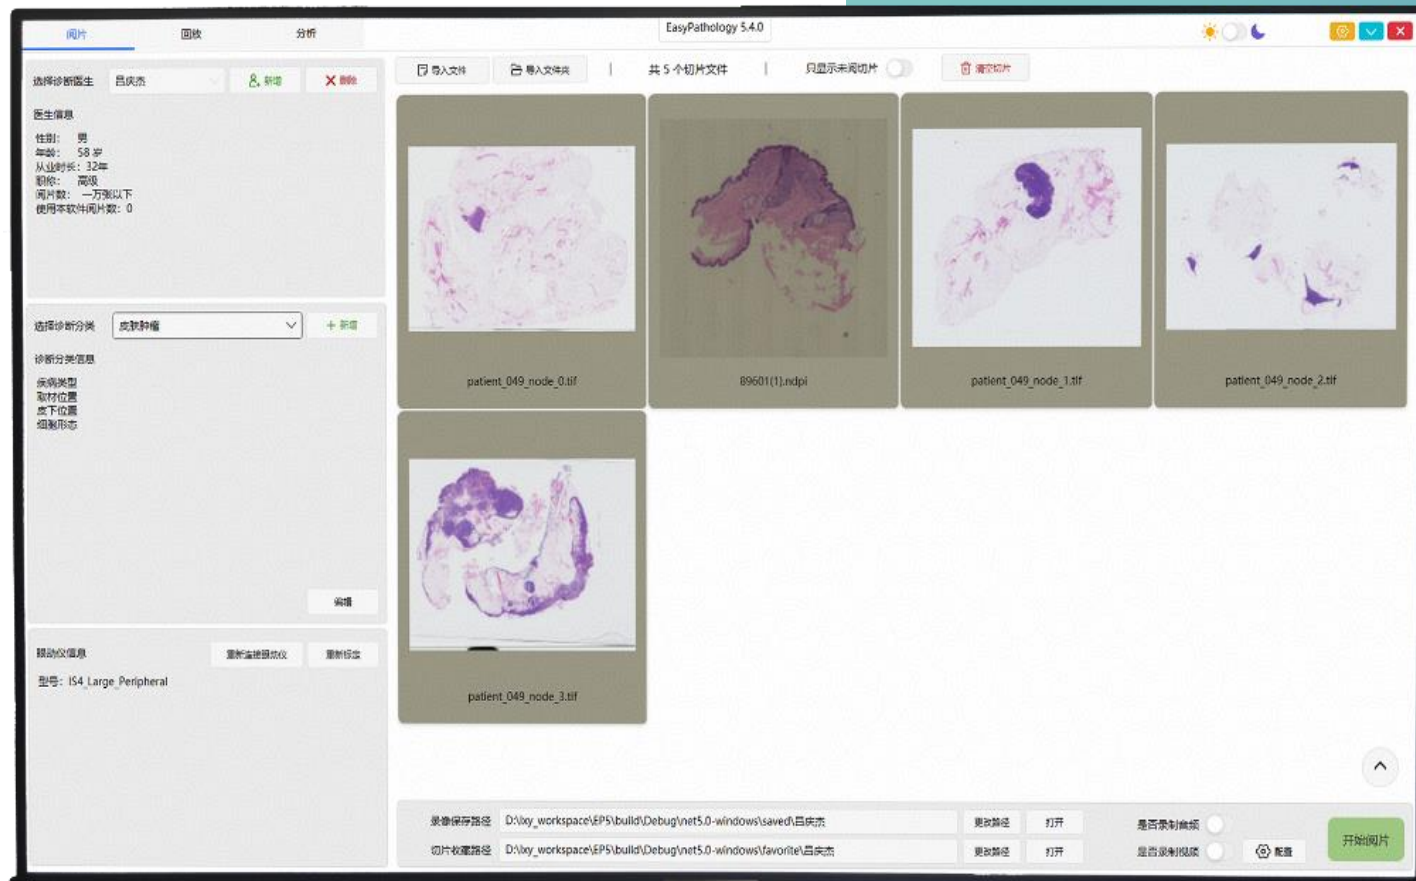 阅片 回放 分析 EasyPathology 5.4.0
选择诊断医生 吕庆杰 新增 删除
导入文件 导入文件夹 | 共 5 个切片文件 | 只显示未阅切片 清空切片
医生信息
性别： 男
年龄： 58 岁
从业时长：32年
职称： 高级
阅片数： 一万张以下
使用本软件阅片数：0
选择诊断分类 皮肤肿瘤 + 新增
诊断分类信息
疾病类型
取材位置
皮下位置
细胞形态
编辑
眼动仪信息 重新连接眼动仪 重新标定
型号：IS4_Large_Peripheral
patient_049_node_0.tif 89601(1).ndpi patient_049_node_1.tif patient_049_node_2.tif
patient_049_node_3.tif
录像保存路径 D:\lxy_workspace\EP5\build\Debug\net5.0-windows\saved\吕庆杰 更改路径 打开 是否录制音频
切片收藏路径 D:\lxy_workspace\EP5\build\Debug\net5.0-windows\favorite\吕庆杰 更改路径 打开 是否录制视频 配置
开始阅片